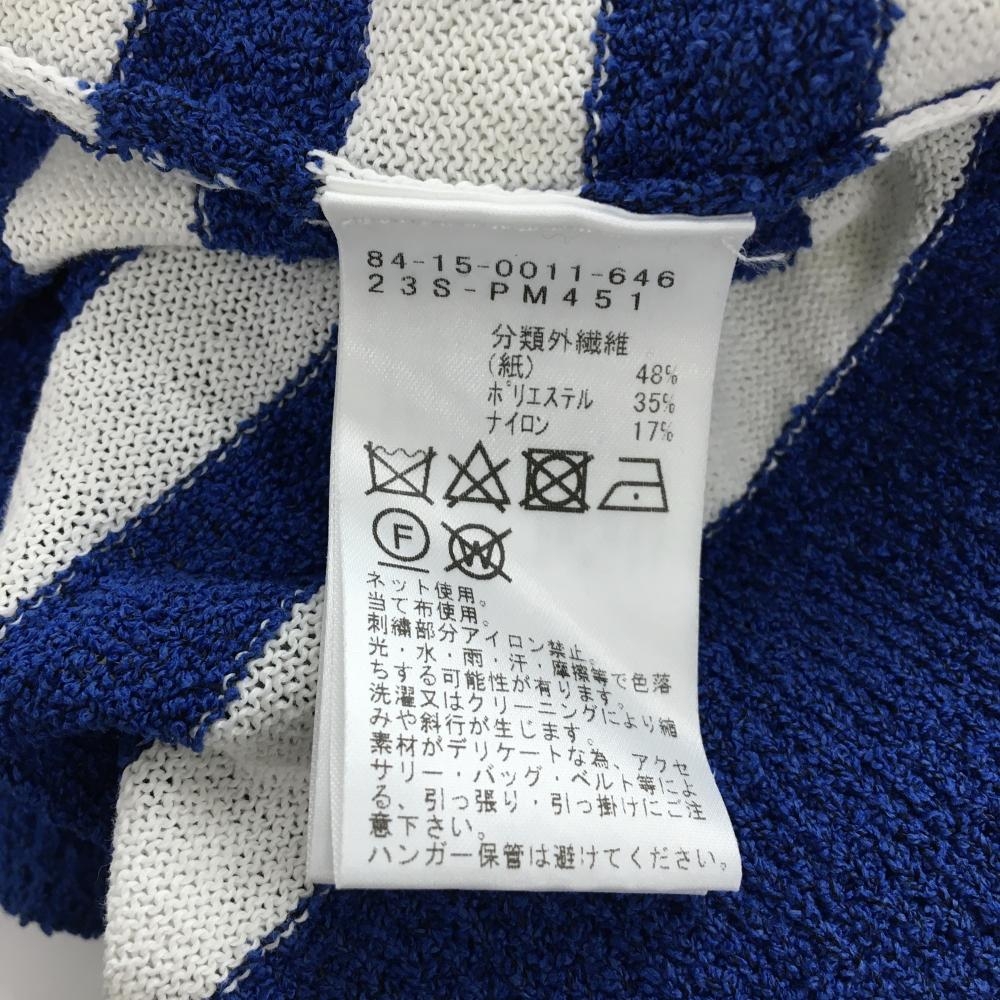 84-15-0011-646
23S-PM451
分類外繊維
(紙) 48%
ポリエステル 35%
ナイロン 17%
F
W
ネット使用。
当て布使用。
刺繍部分アイロン禁止。
光・水・雨・汗・摩擦等で色落
ちする可能性が有ります。
洗濯又はクリーニングにより縮
みや斜行が生じます。
素材がデリケートな為、アクセ
サリー・バッグ・ベルト等によ
る、引っ張り・引っ掛けにご注
意下さい。
ハンガー保管は避けてください。